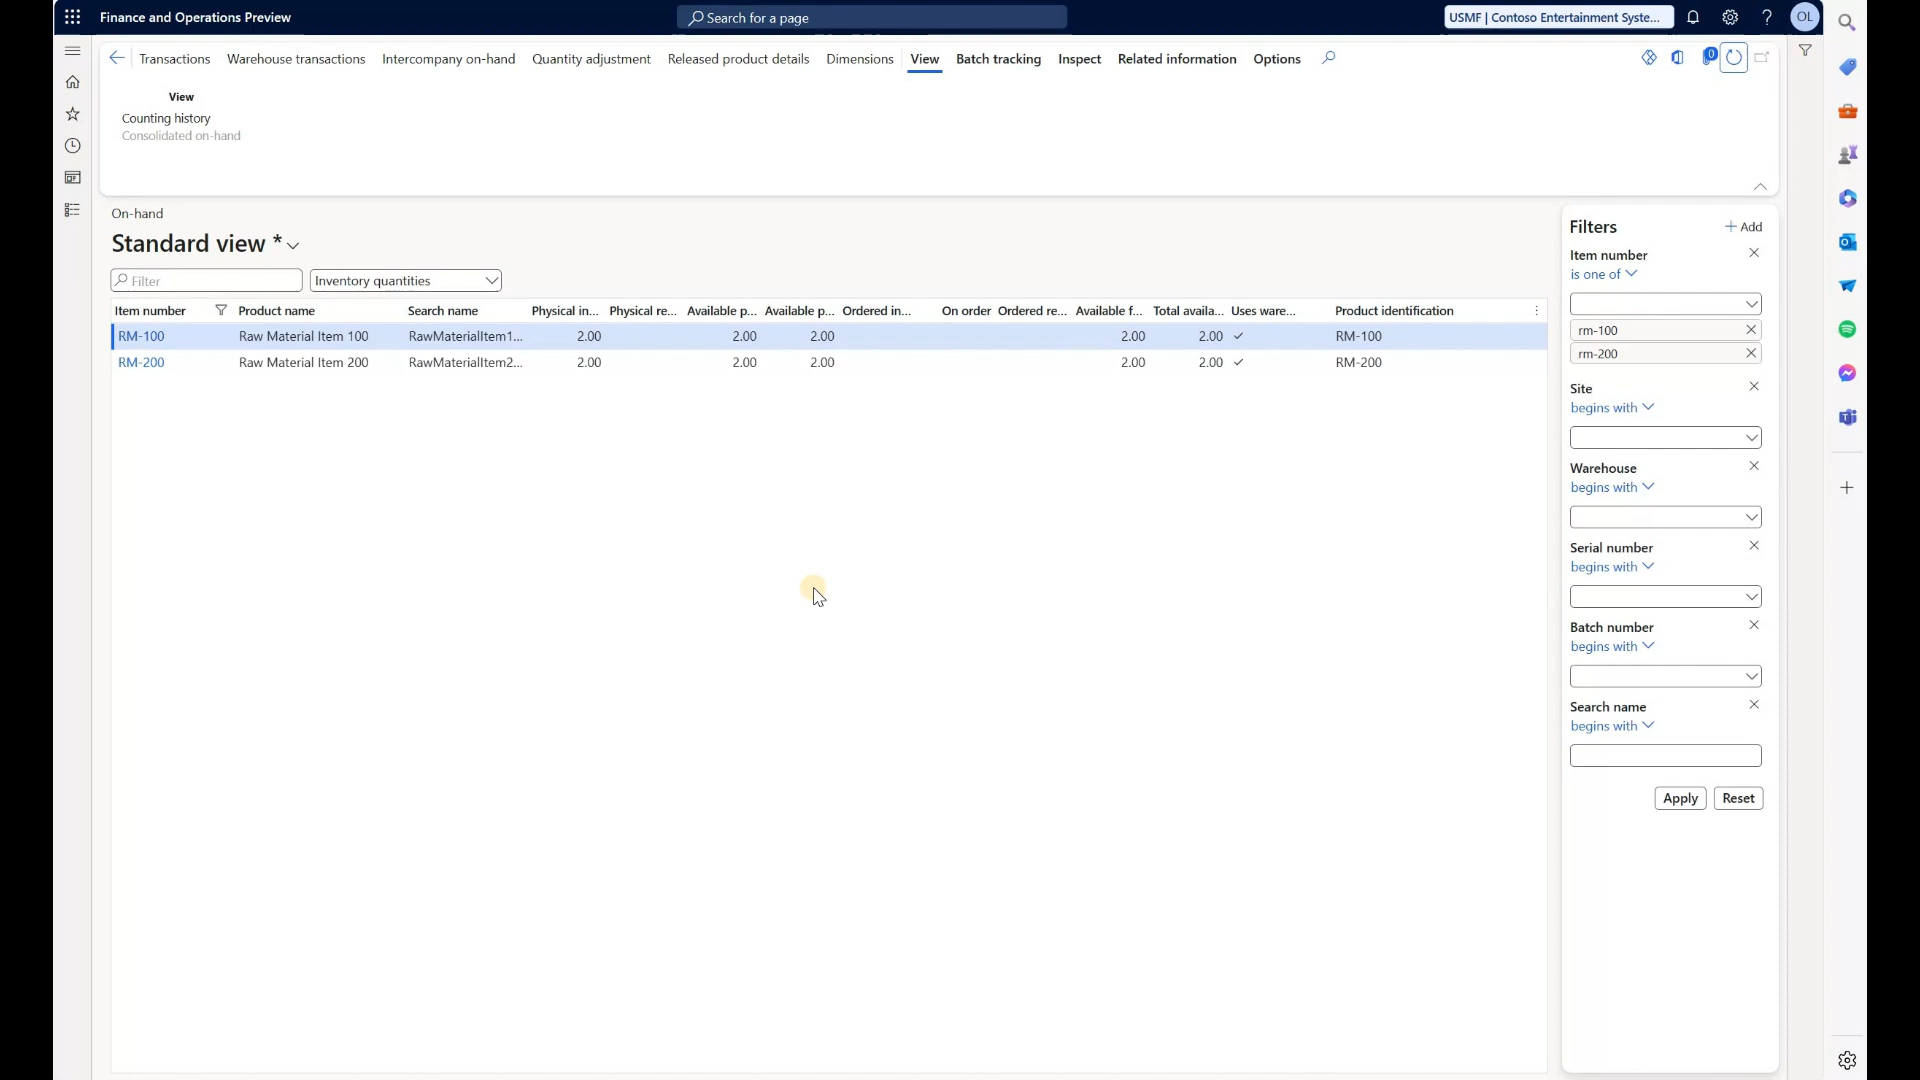 Finance and Operations Preview
Search for a page
USMF | Contoso Entertainment Syste...
OL
Transactions Warehouse transactions Intercompany on-hand Quantity adjustment Released product details Dimensions View Batch tracking Inspect Related information Options
0
View
Counting history
Consolidated on-hand
On-hand
Standard view *
Filter Inventory quantities
Item number Product name Search name Physical in... Physical re... Available p... Available p... Ordered in... On order Ordered re... Available f... Total availa... Uses ware... Product identification
RM-100 Raw Material Item 100 RawMaterialItem1... 2.00 2.00 2.00 2.00 2.00 RM-100
RM-200 Raw Material Item 200 RawMaterialItem2... 2.00 2.00 2.00 2.00 2.00 RM-200
Filters
Add
Item number
is one of
rm-100
rm-200
Site
begins with
Warehouse
begins with
Serial number
begins with
Batch number
begins with
Search name
begins with
Apply Reset